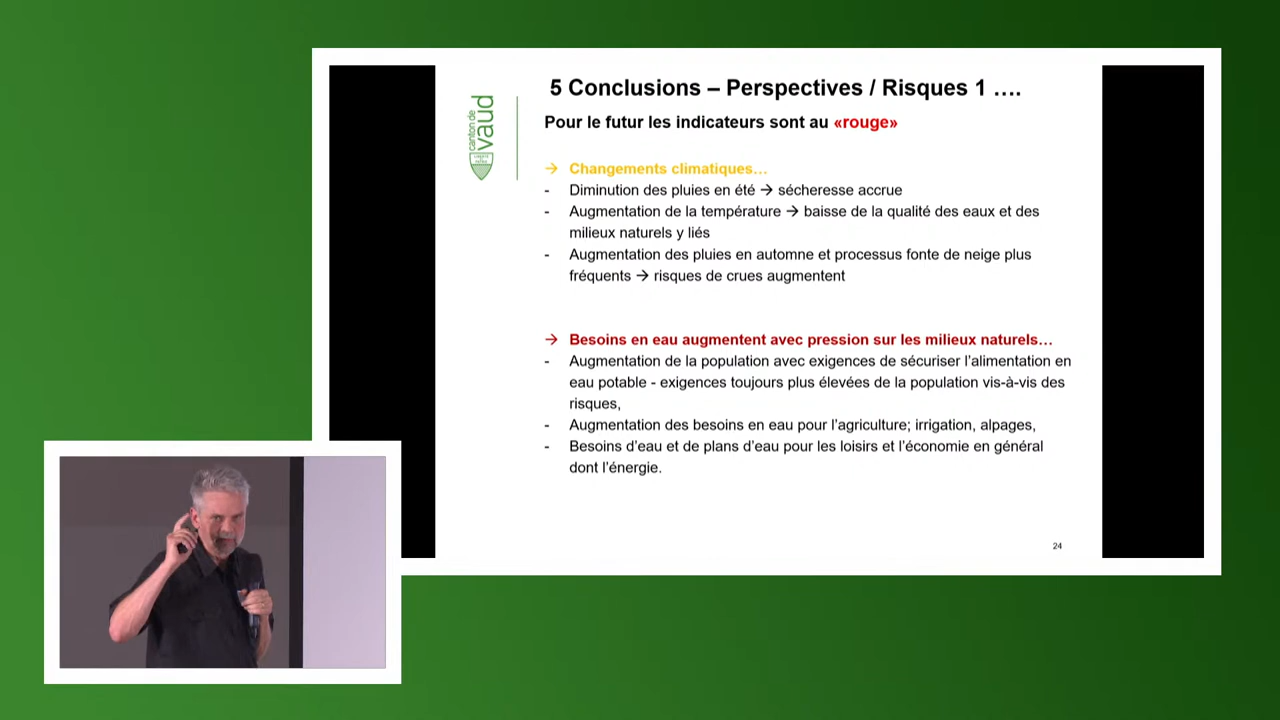 5 Conclusions – Perspectives / Risques 1 ….
canton de
vaud
LIBERTÉ
ET
PATRIE
Pour le futur les indicateurs sont au «rouge»
→ Changements climatiques…
- Diminution des pluies en été → sécheresse accrue
- Augmentation de la température → baisse de la qualité des eaux et des
milieux naturels y liés
- Augmentation des pluies en automne et processus fonte de neige plus
fréquents → risques de crues augmentent
→ Besoins en eau augmentent avec pression sur les milieux naturels…
- Augmentation de la population avec exigences de sécuriser l’alimentation en
eau potable - exigences toujours plus élevées de la population vis-à-vis des
risques,
- Augmentation des besoins en eau pour l’agriculture; irrigation, alpages,
- Besoins d’eau et de plans d’eau pour les loisirs et l’économie en général
dont l’énergie.
24